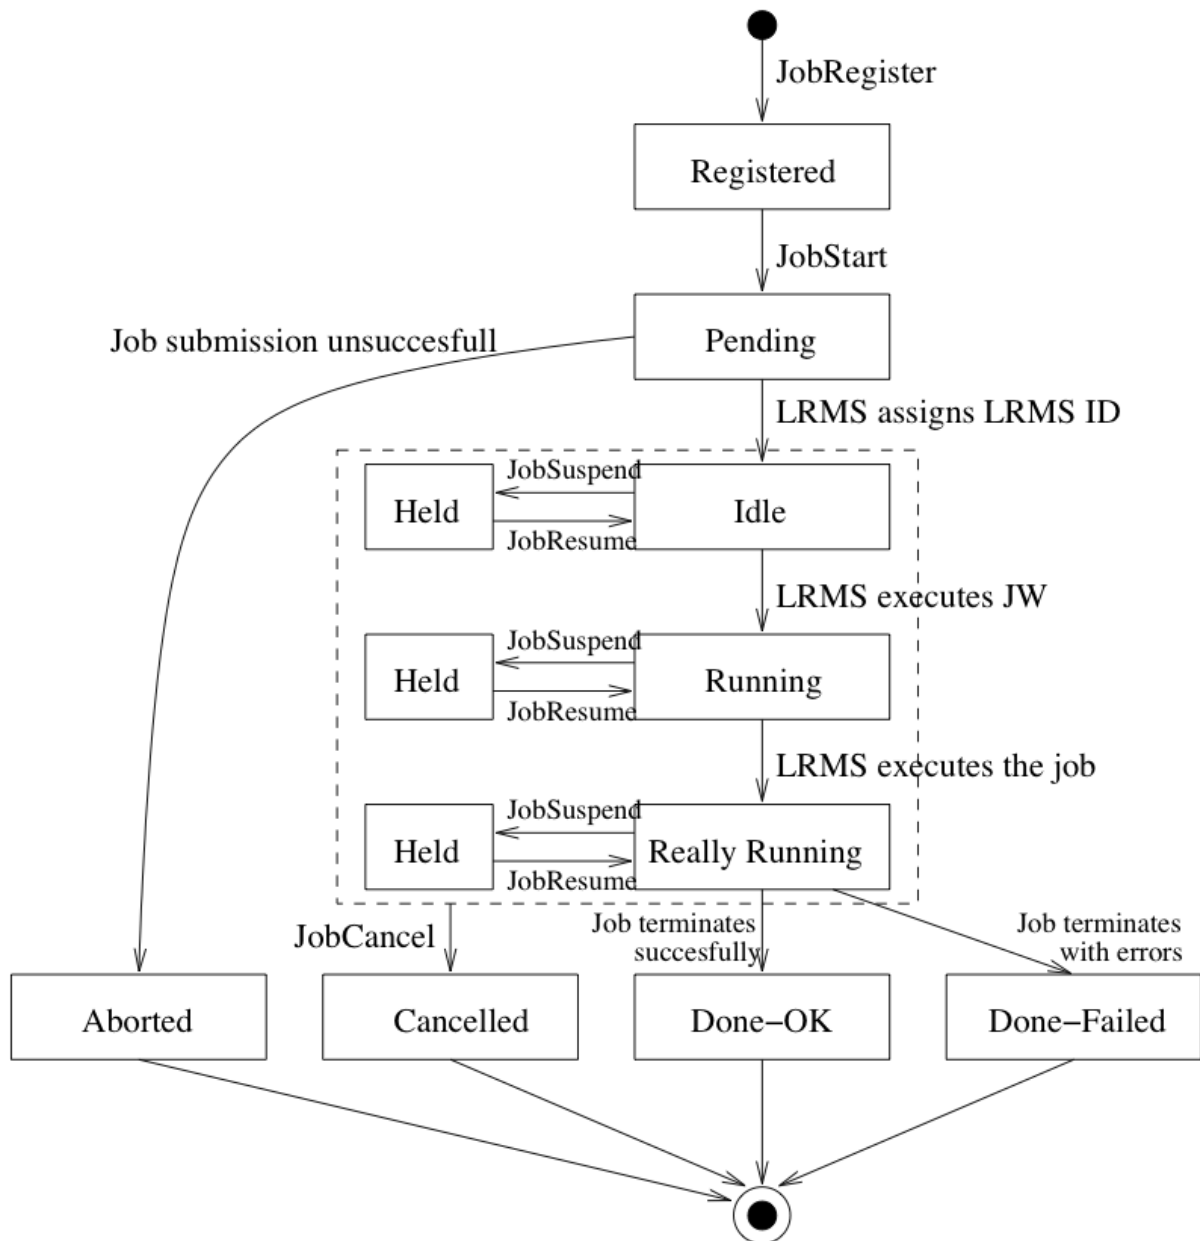 JobRegister
Registered
JobStart
Job submission unsuccesfull
Pending
LRMS assigns LRMS ID
JobSuspend
Held
Idle
JobResume
LRMS executes JW
JobSuspend
Held
Running
JobResume
LRMS executes the job
JobSuspend
Held
Really Running
JobResume
JobCancel
Job terminates
succesfully
Job terminates
with errors
Aborted
Cancelled
Done−OK
Done−Failed